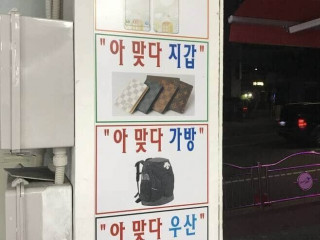 "아 맞다 지갑"
"아 맞다 가방"
"아 맞다 우산"